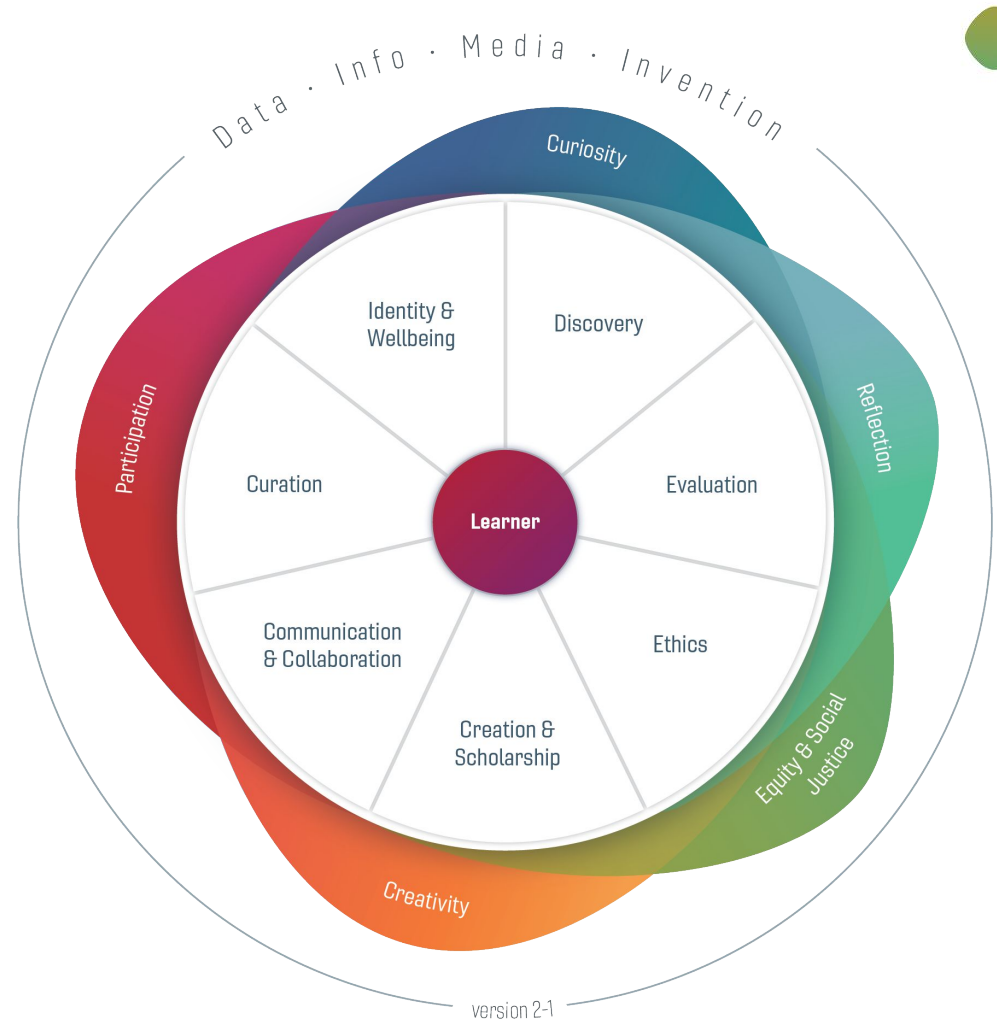 Data · Info · Media · Invention
Curiosity
Identity &
Wellbeing
Discovery
Participation
Reflection
Curation
Evaluation
Learner
Communication
& Collaboration
Ethics
Creation &
Scholarship
Equity & Social
Justice
Creativity
version 2-1